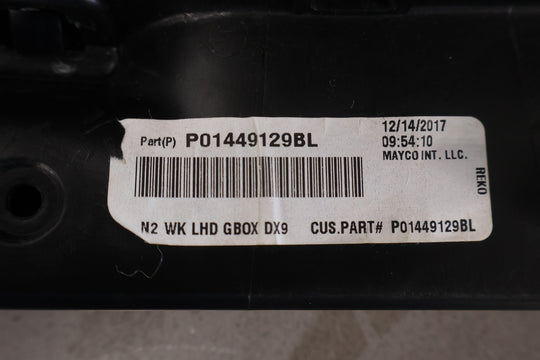 Part(P) P01449129BL
12/14/2017
09:54:10
MAYCO INT. LLC.
REKO
N2 WK LHD GBOX DX9 CUS.PART# P01449129BL